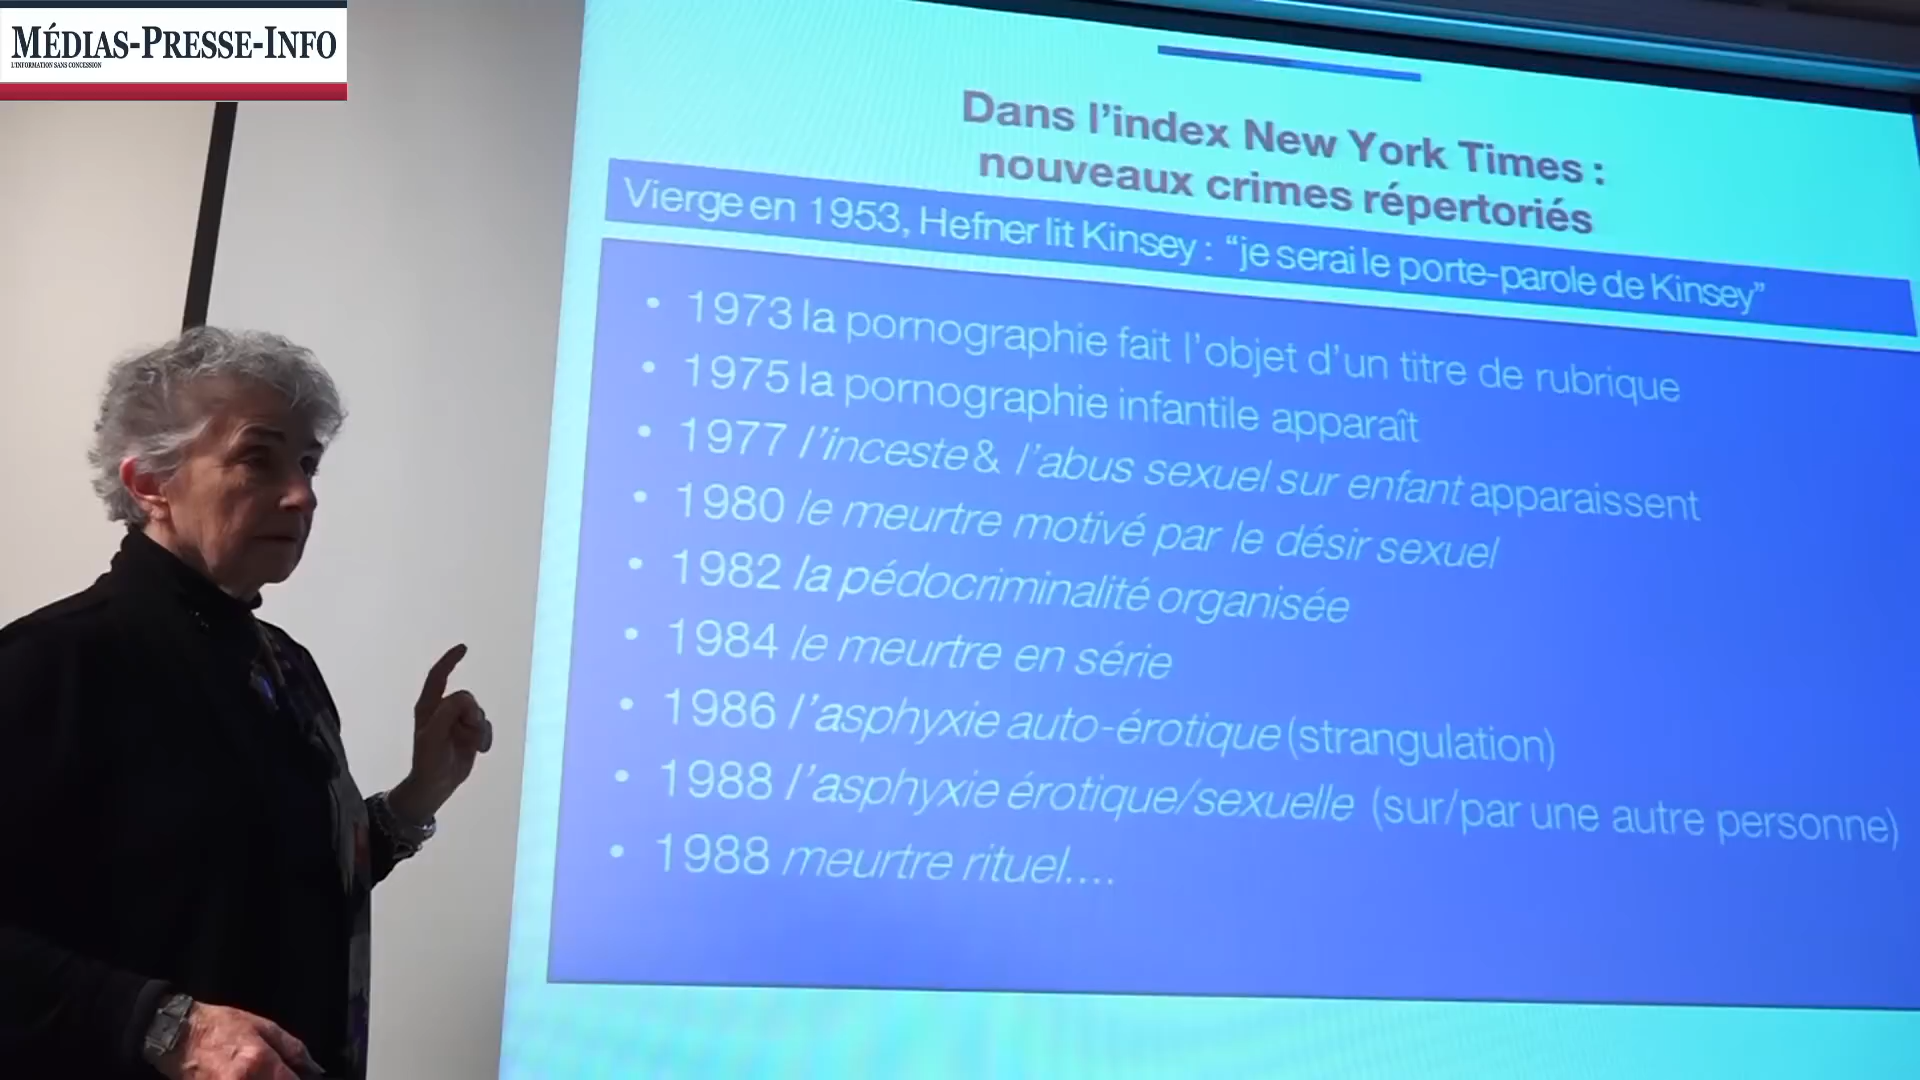 MÉDIAS-PRESSE-INFO
L'INFORMATION SANS CONCESSION
Dans l'index New York Times :
nouveaux crimes répertoriés
Vierge en 1953, Hefner lit Kinsey : “je serai le porte-parole de Kinsey”
• 1973 la pornographie fait l'objet d'un titre de rubrique
• 1975 la pornographie infantile apparaît
• 1977 l'inceste & l'abus sexuel sur enfant apparaissent
• 1980 le meurtre motivé par le désir sexuel
• 1982 la pédocriminalité organisée
• 1984 le meurtre en série
• 1986 l'asphyxie auto-érotique (strangulation)
• 1988 l'asphyxie érotique/sexuelle (sur/par une autre personne)
• 1988 meurtre rituel....